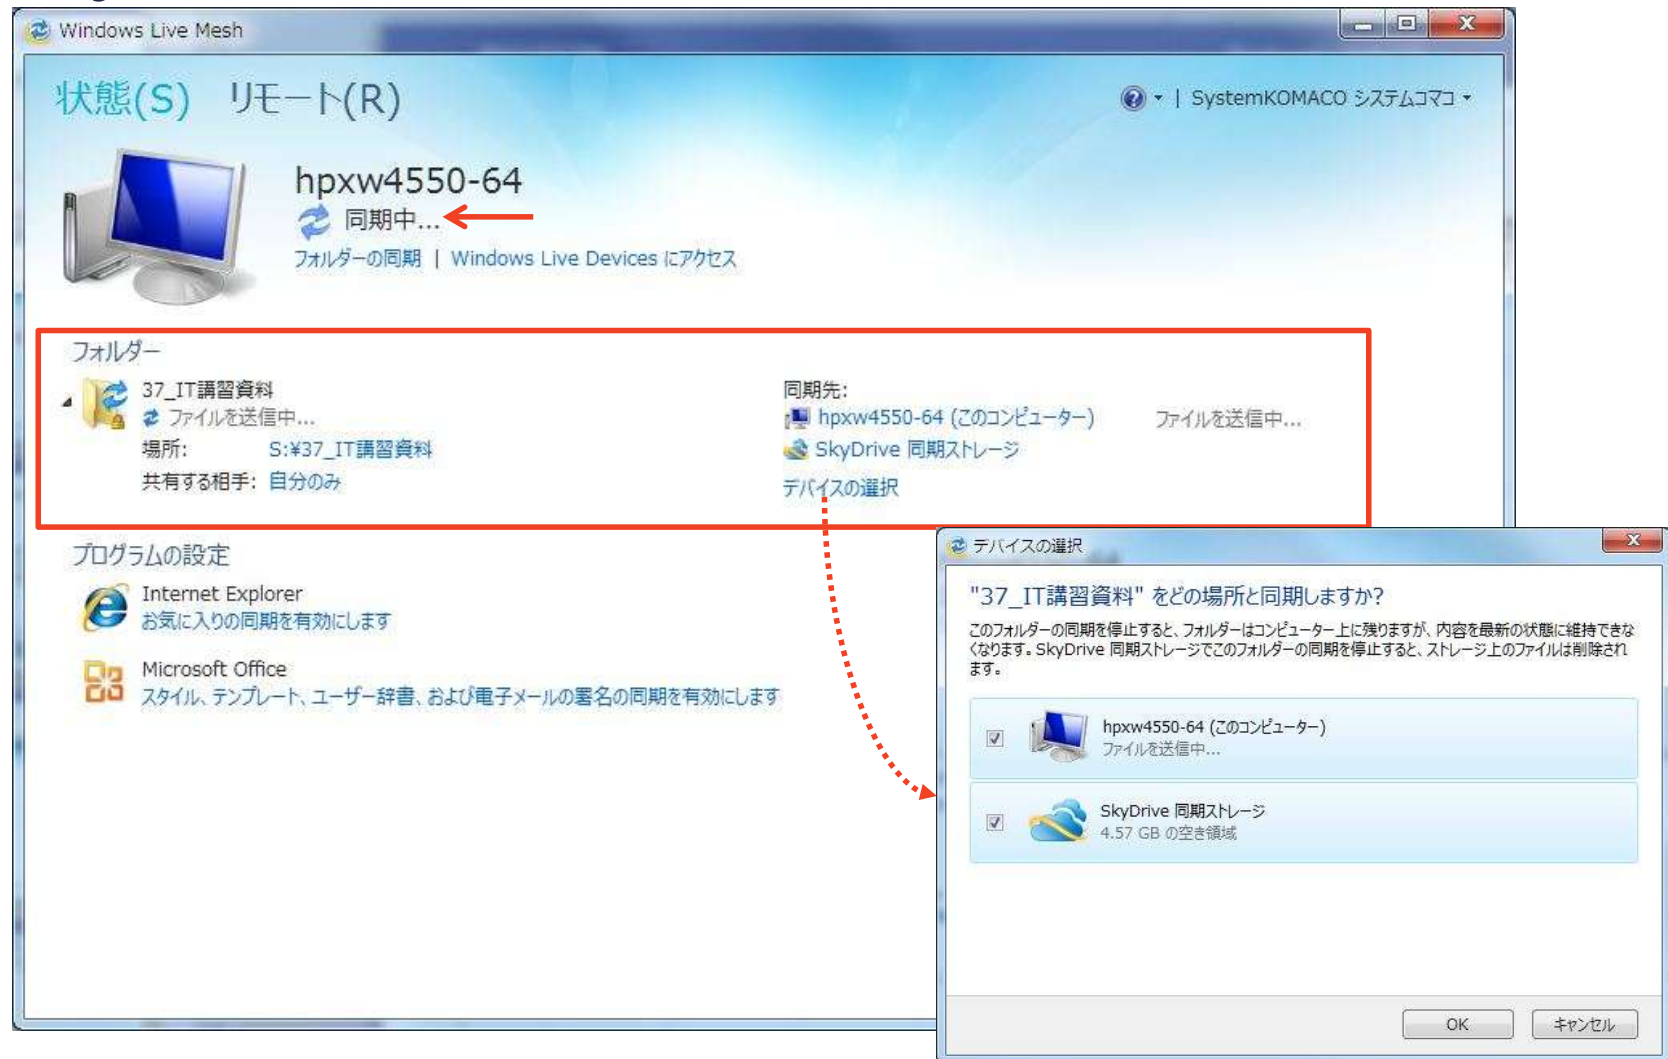 Windows Live Mesh
状態(S) リモート(R)
SystemKOMACO システムコマコ
hpxw4550-64
同期中...
フォルダーの同期 | Windows Live Devices にアクセス
フォルダー
37_IT講習資料
ファイルを送信中...
場所: S:¥37_IT講習資料
共有する相手: 自分のみ
同期先:
hpxw4550-64 (このコンピューター) ファイルを送信中...
SkyDrive 同期ストレージ
デバイスの選択
プログラムの設定
Internet Explorer
お気に入りの同期を有効にします
Microsoft Office
スタイル、テンプレート、ユーザー辞書、および電子メールの署名の同期を有効にします
デバイスの選択
"37_IT講習資料" をどの場所と同期しますか?
このフォルダーの同期を停止すると、フォルダーはコンピューター上に残りますが、内容を最新の状態に維持できな
くなります。SkyDrive 同期ストレージでこのフォルダーの同期を停止すると、ストレージ上のファイルは削除され
ます。
hpxw4550-64 (このコンピューター)
ファイルを送信中...
SkyDrive 同期ストレージ
4.57 GB の空き領域
OK キャンセル